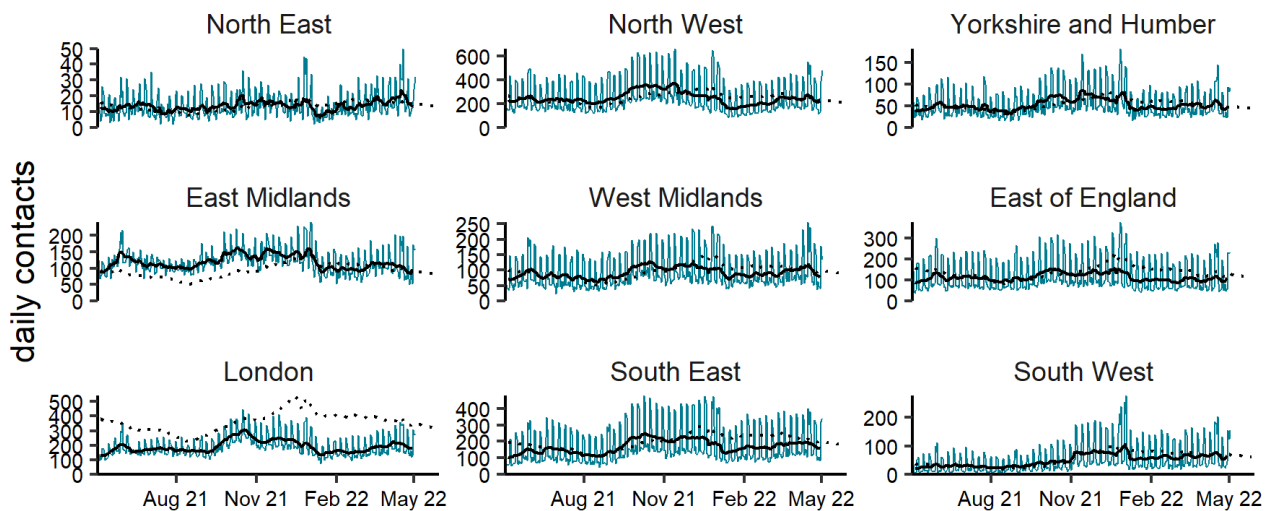 North East
North West
Yorkshire and Humber
50
40
30
20
10
0
600
400
200
0
150
100
50
0
daily contacts
East Midlands
West Midlands
East of England
200
150
100
50
0
250
200
150
100
50
0
300
200
100
0
London
South East
South West
500
400
300
200
100
0
400
300
200
100
0
200
100
0
Aug 21
Nov 21
Feb 22
May 22
Aug 21
Nov 21
Feb 22
May 22
Aug 21
Nov 21
Feb 22
May 22